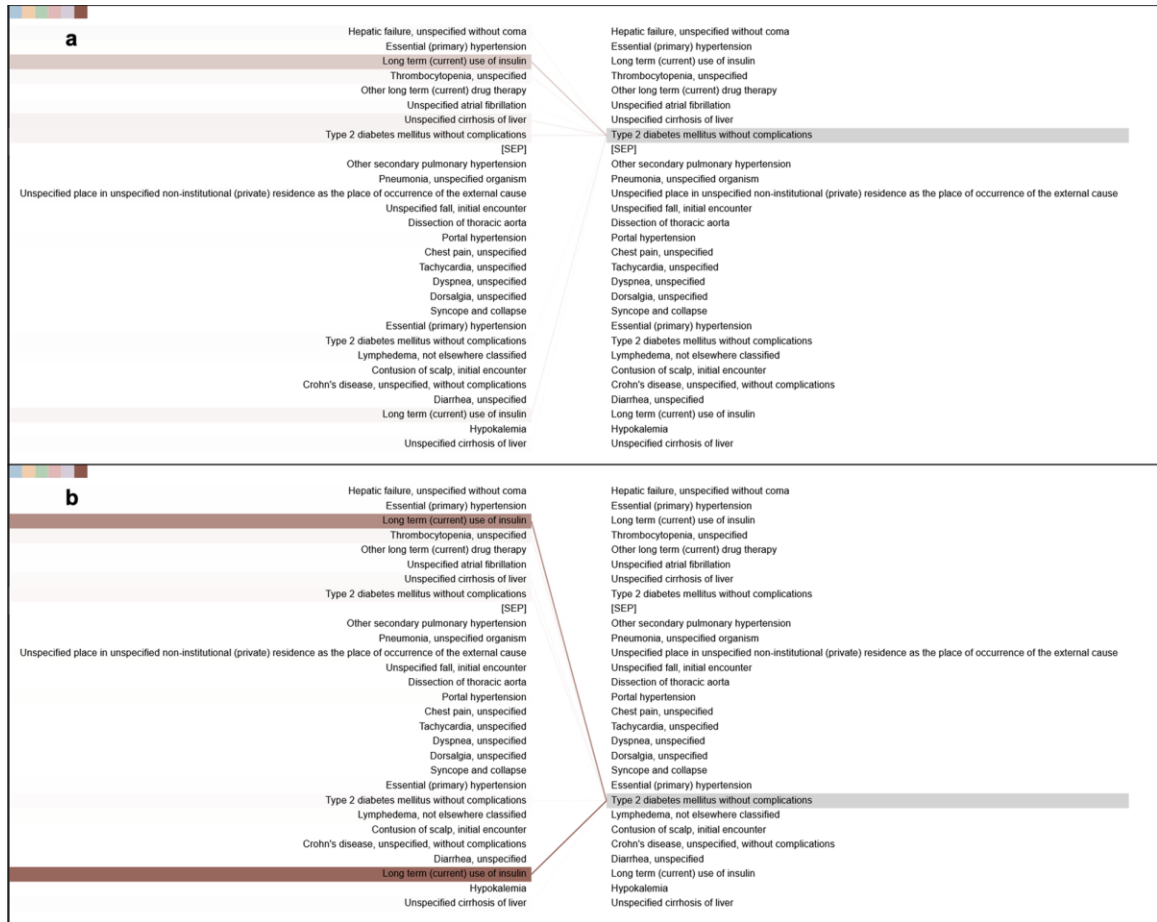 a
Hepatic failure, unspecified without coma Hepatic failure, unspecified without coma
Essential (primary) hypertension Essential (primary) hypertension
Long term (current) use of insulin Long term (current) use of insulin
Thrombocytopenia, unspecified Thrombocytopenia, unspecified
Other long term (current) drug therapy Other long term (current) drug therapy
Unspecified atrial fibrillation Unspecified atrial fibrillation
Unspecified cirrhosis of liver Unspecified cirrhosis of liver
Type 2 diabetes mellitus without complications Type 2 diabetes mellitus without complications
[SEP] [SEP]
Other secondary pulmonary hypertension Other secondary pulmonary hypertension
Pneumonia, unspecified organism Pneumonia, unspecified organism
Unspecified place in unspecified non-institutional (private) residence as the place of occurrence of the external cause Unspecified place in unspecified non-institutional (private) residence as the place of occurrence of the external cause
Unspecified fall, initial encounter Unspecified fall, initial encounter
Dissection of thoracic aorta Dissection of thoracic aorta
Portal hypertension Portal hypertension
Chest pain, unspecified Chest pain, unspecified
Tachycardia, unspecified Tachycardia, unspecified
Dyspnea, unspecified Dyspnea, unspecified
Dorsalgia, unspecified Dorsalgia, unspecified
Syncope and collapse Syncope and collapse
Essential (primary) hypertension Essential (primary) hypertension
Type 2 diabetes mellitus without complications Type 2 diabetes mellitus without complications
Lymphedema, not elsewhere classified Lymphedema, not elsewhere classified
Contusion of scalp, initial encounter Contusion of scalp, initial encounter
Crohn's disease, unspecified, without complications Crohn's disease, unspecified, without complications
Diarrhea, unspecified Diarrhea, unspecified
Long term (current) use of insulin Long term (current) use of insulin
Hypokalemia Hypokalemia
Unspecified cirrhosis of liver Unspecified cirrhosis of liver
b
Hepatic failure, unspecified without coma Hepatic failure, unspecified without coma
Essential (primary) hypertension Essential (primary) hypertension
Long term (current) use of insulin Long term (current) use of insulin
Thrombocytopenia, unspecified Thrombocytopenia, unspecified
Other long term (current) drug therapy Other long term (current) drug therapy
Unspecified atrial fibrillation Unspecified atrial fibrillation
Unspecified cirrhosis of liver Unspecified cirrhosis of liver
Type 2 diabetes mellitus without complications Type 2 diabetes mellitus without complications
[SEP] [SEP]
Other secondary pulmonary hypertension Other secondary pulmonary hypertension
Pneumonia, unspecified organism Pneumonia, unspecified organism
Unspecified place in unspecified non-institutional (private) residence as the place of occurrence of the external cause Unspecified place in unspecified non-institutional (private) residence as the place of occurrence of the external cause
Unspecified fall, initial encounter Unspecified fall, initial encounter
Dissection of thoracic aorta Dissection of thoracic aorta
Portal hypertension Portal hypertension
Chest pain, unspecified Chest pain, unspecified
Tachycardia, unspecified Tachycardia, unspecified
Dyspnea, unspecified Dyspnea, unspecified
Dorsalgia, unspecified Dorsalgia, unspecified
Syncope and collapse Syncope and collapse
Essential (primary) hypertension Essential (primary) hypertension
Type 2 diabetes mellitus without complications Type 2 diabetes mellitus without complications
Lymphedema, not elsewhere classified Lymphedema, not elsewhere classified
Contusion of scalp, initial encounter Contusion of scalp, initial encounter
Crohn's disease, unspecified, without complications Crohn's disease, unspecified, without complications
Diarrhea, unspecified Diarrhea, unspecified
Long term (current) use of insulin Long term (current) use of insulin
Hypokalemia Hypokalemia
Unspecified cirrhosis of liver Unspecified cirrhosis of liver